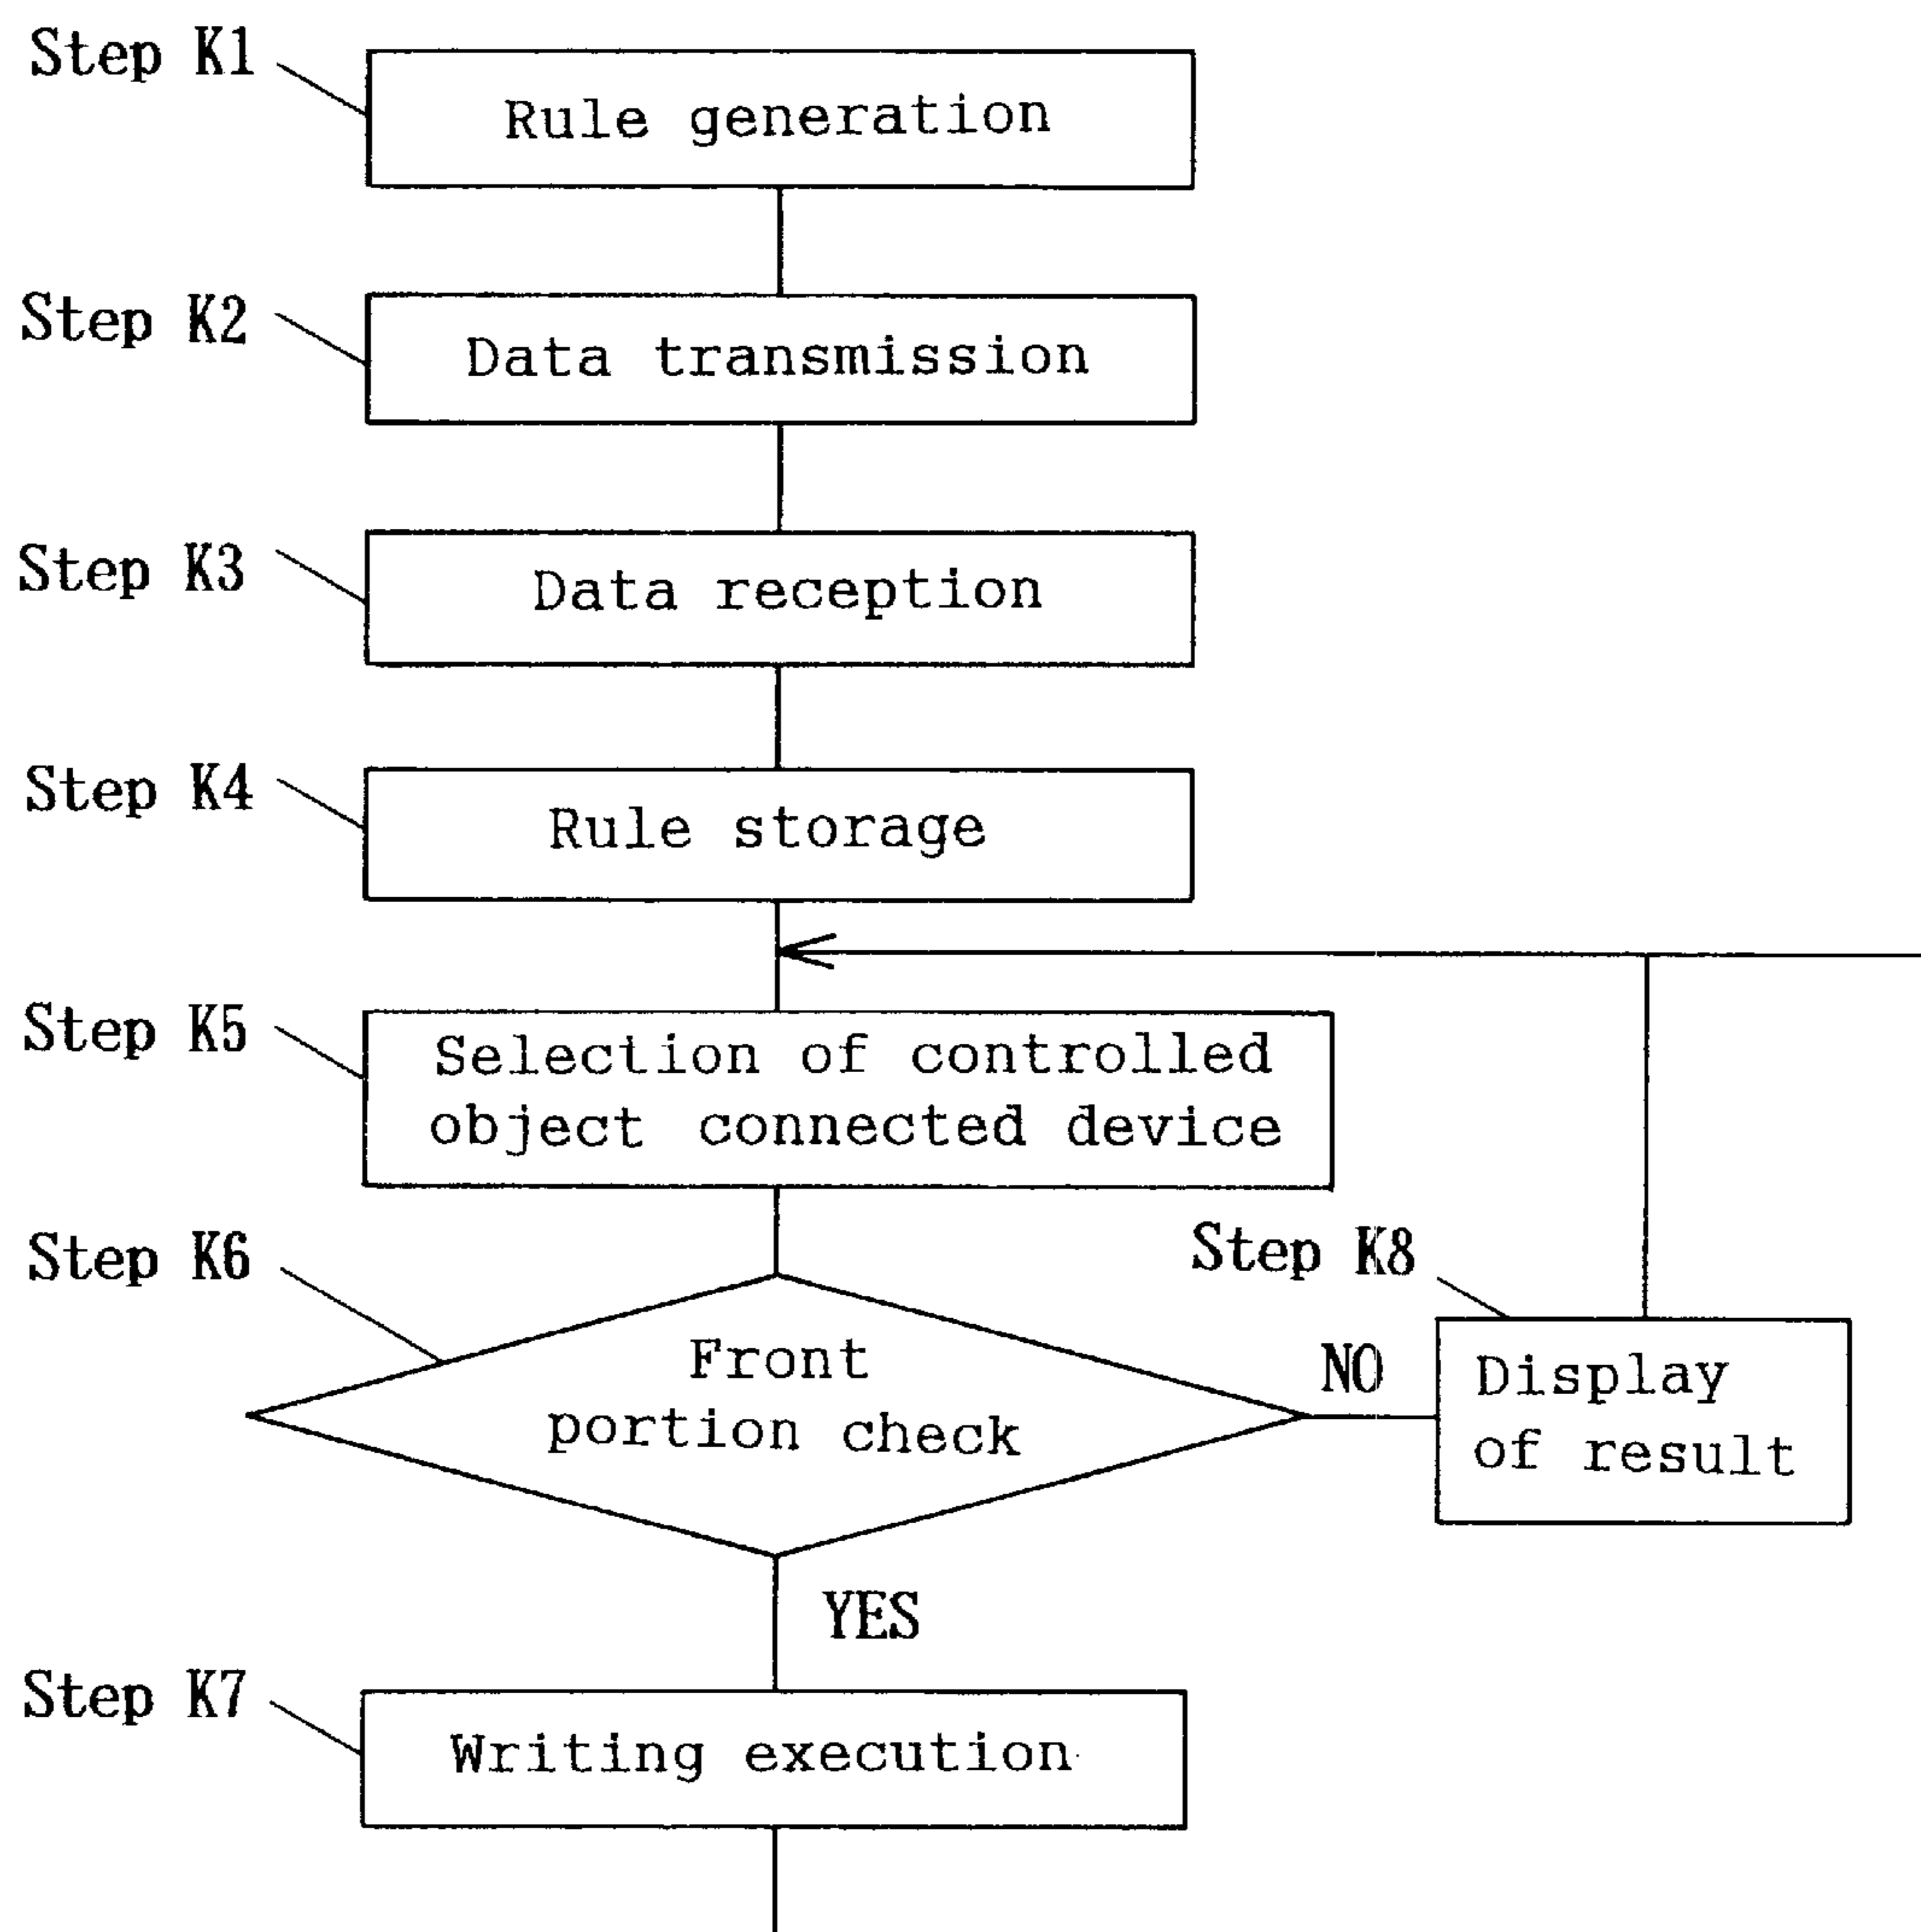 Step K1
Rule generation
Step K2
Data transmission
Step K3
Data reception
Step K4
Rule storage
Step K5
Selection of controlled
object connected device
Step K6
Front
portion check
NO
Step K8
Display
of result
YES
Step K7
Writing execution